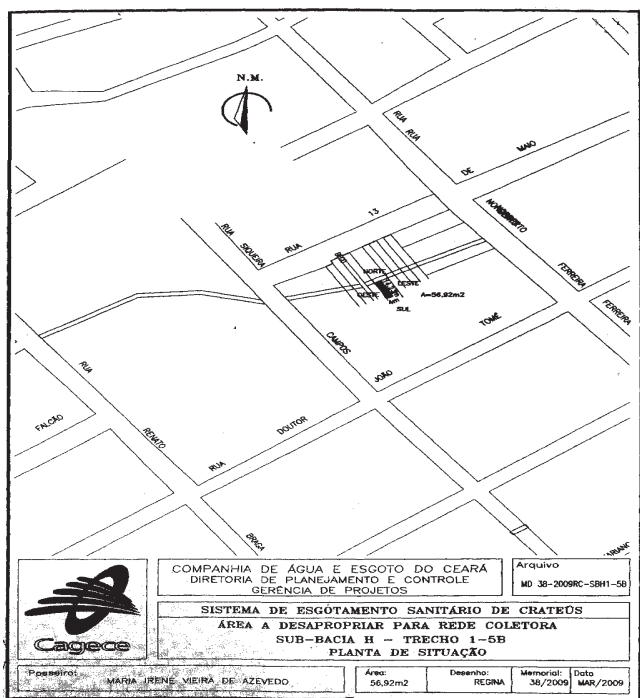 N.M.
RUA
RUA
DE
MAIO
13
RUA
RUA
SIQUEIRA
FERREIRA
FERREIRA
NORTE
LESTE
OESTE
4m
A=56,92m2
SUL
CAMPOS
JOÃO
TOMÉ
RUA
FALCÃO
RENATO
DOUTOR
RUA
BRAGA
COMPANHIA DE ÁGUA E ESGOTO DO CEARÁ
DIRETORIA DE PLANEJAMENTO E CONTROLE
GERÊNCIA DE PROJETOS
Arquivo
MD 38-2009RC-SBH1-5B
Cagece
SISTEMA DE ESGOTAMENTO SANITÁRIO DE CRATEÚS
ÁREA A DESAPROPRIAR PARA REDE COLETORA
SUB-BACIA H - TRECHO 1-5B
PLANTA DE SITUAÇÃO
Posseiro:
MARIA IRENE VIEIRA DE AZEVEDO
Área:
56,92m2
Desenho:
REGINA
Memorial:
38/2009
Data
MAR/2009